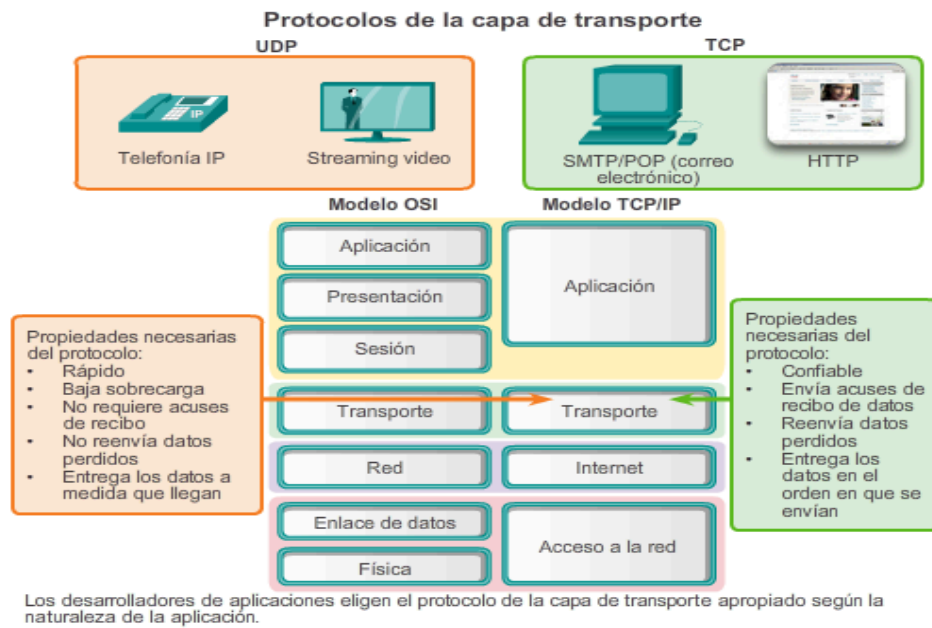 Protocolos de la capa de transporte
UDP
TCP
IP
Telefonía IP
Streaming video
SMTP/POP (correo
electrónico)
HTTP
Modelo OSI
Modelo TCP/IP
Aplicación
Presentación
Sesión
Aplicación
Propiedades necesarias
del protocolo:
• Rápido
• Baja sobrecarga
• No requiere acuses
de recibo
• No reenvía datos
perdidos
• Entrega los datos a
medida que llegan
Transporte
Transporte
Red
Internet
Enlace de datos
Física
Acceso a la red
Propiedades
necesarias del
protocolo:
• Confiable
• Envía acuses de
recibo de datos
• Reenvía datos
perdidos
• Entrega los
datos en el
orden en que se
envían
Los desarrolladores de aplicaciones eligen el protocolo de la capa de transporte apropiado según la
naturaleza de la aplicación.